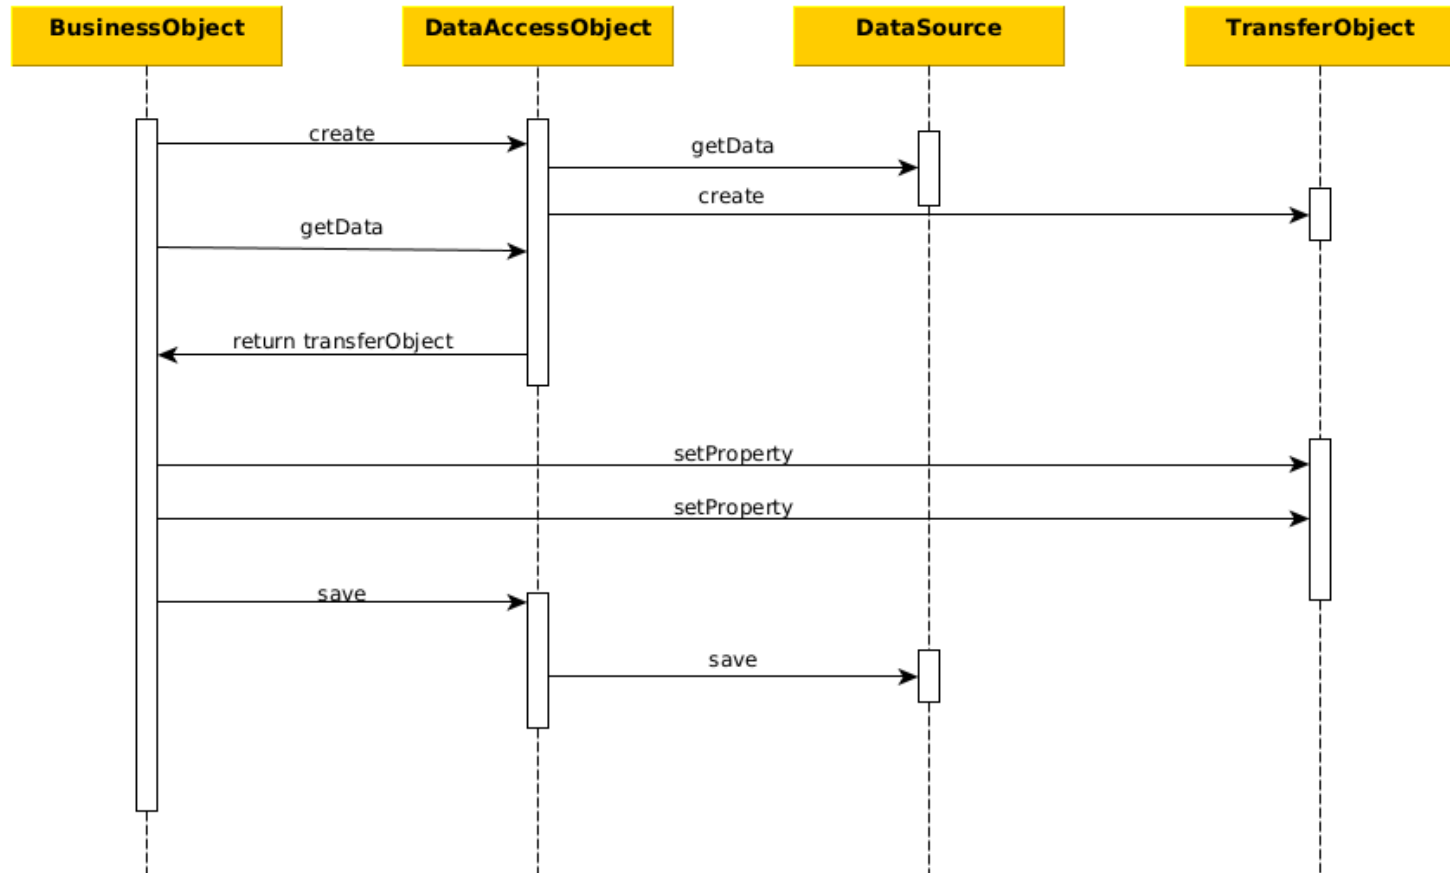 BusinessObject
DataAccessObject
DataSource
TransferObject
create
getData
create
getData
return transferObject
setProperty
setProperty
save
save